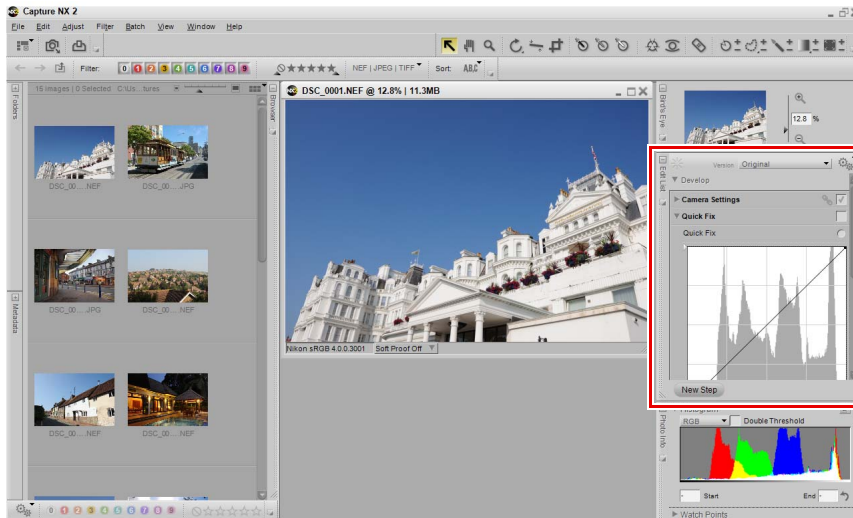 Capture NX 2
File Edit Adjust Filter Batch View Window Help
Filter: 0 1 2 3 4 5 6 7 8 9 NEF | JPEG | TIFF Sort: ABC
Folders
Metadata
15 images | 0 Selected C:\Us... tures
Browser
DSC_00....NEF DSC_00....JPG
DSC_00....JPG DSC_00....NEF
DSC_00....NEF DSC_00....NEF
0 1 2 3 4 5 6 7 8 9
DSC_0001.NEF @ 12.8% | 11.3MB
Nikon sRGB 4.0.0.3001 Soft Proof Off
Bird's Eye
12.8 %
Edit List
Version Original
Develop
Camera Settings
Quick Fix
Quick Fix
New Step
Photo Info
Histogram
RGB Double Threshold
- Start End -
Watch Points